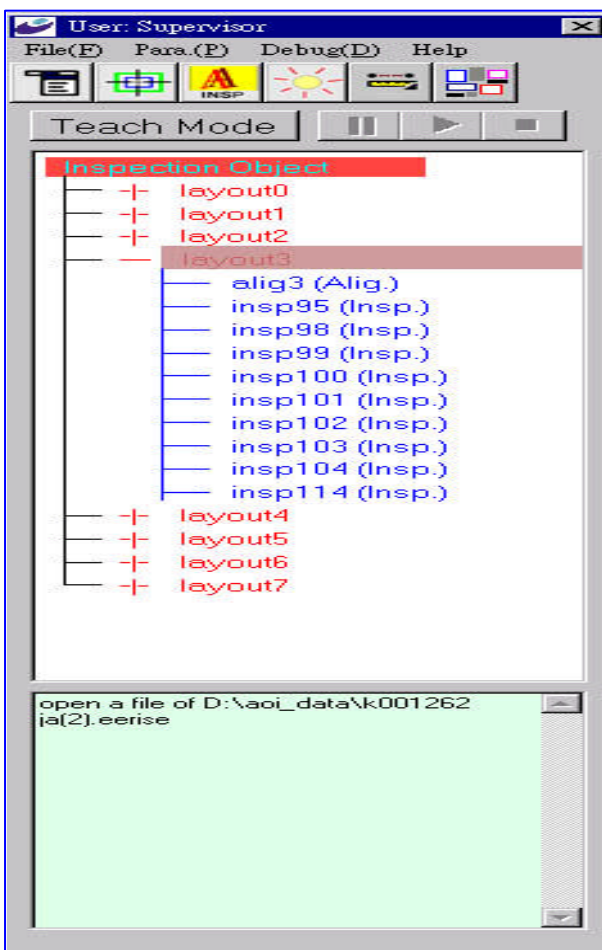 User: Supervisor
File(F) Para.(P) Debug(D) Help
INSP
Teach Mode
Inspection Object
layout0
layout1
layout2
layout3
alig3 (Alig.)
insp95 (Insp.)
insp98 (Insp.)
insp99 (Insp.)
insp100 (Insp.)
insp101 (Insp.)
insp102 (Insp.)
insp103 (Insp.)
insp104 (Insp.)
insp114 (Insp.)
layout4
layout5
layout6
layout7
open a file of D:\aoi_data\k001262
ja(2).eerise